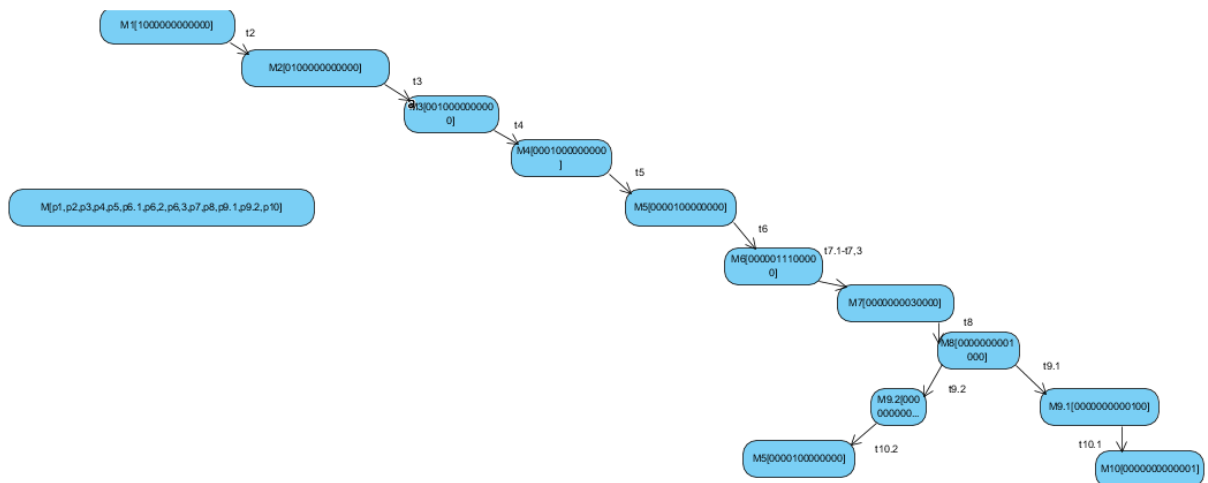 M1[1000000000000]
t2
M2[0100000000000]
t3
M3[001000000000
0]
t4
M4[0001000000000
]
t5
M[p1,p2,p3,p4,p5,p6.1,p6,2,p6,3,p7,p8,p9.1,p9.2,p10]
M5[0000100000000]
t6
M6[000001110000
0]
t7.1-t7,3
M7[0000000030000]
t8
M8[0000000001
000]
t9.1
t9.2
M9.2[000
000000...
M9.1[0000000000100]
t10.2
t10.1
M5[0000100000000]
M10[0000000000001]